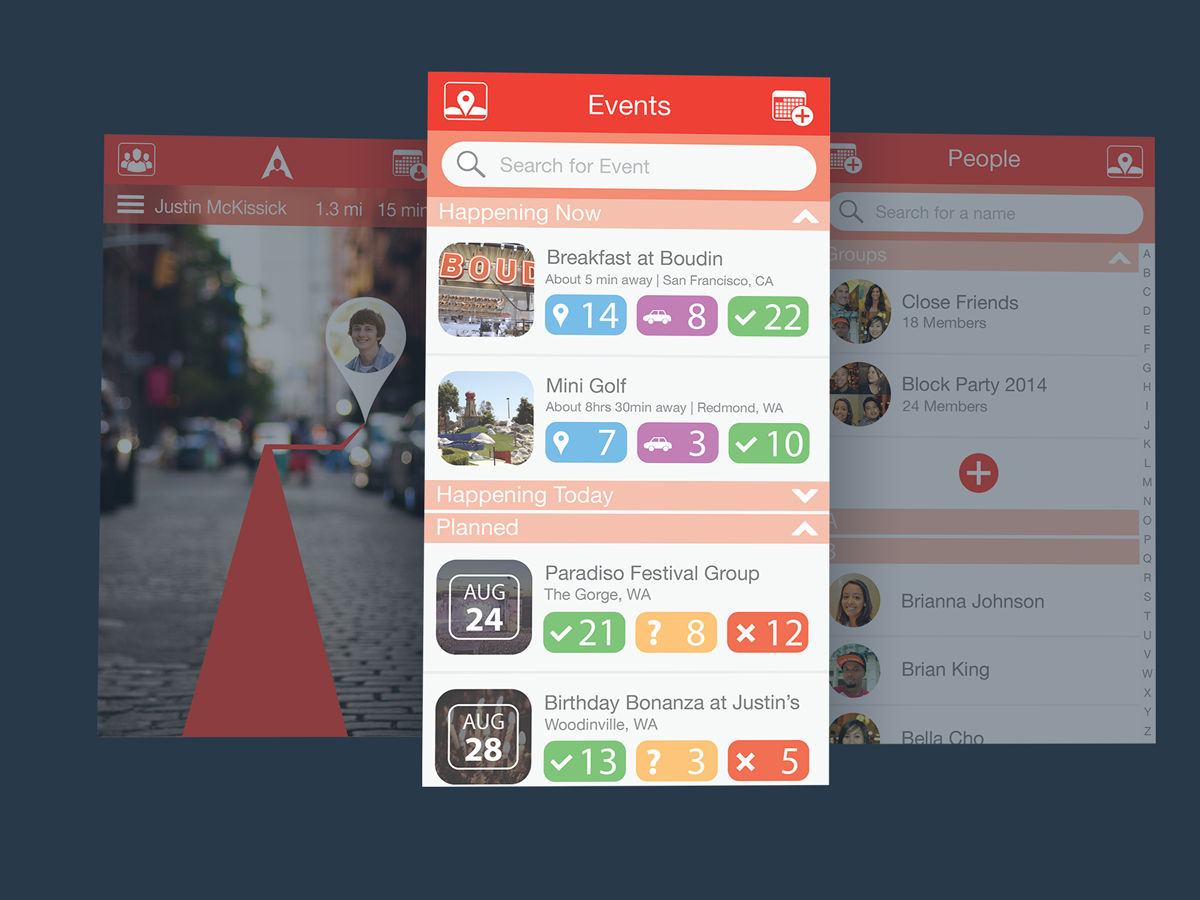 Justin McKissick 1.3 mi 15 min
Events
Search for Event
Happening Now
BOUD
Breakfast at Boudin
About 5 min away | San Francisco, CA
14 8 22
Mini Golf
About 8hrs 30min away | Redmond, WA
7 3 10
Happening Today
Planned
AUG
24
Paradiso Festival Group
The Gorge, WA
21 ? 8 12
AUG
28
Birthday Bonanza at Justin's
Woodinville, WA
13 ? 3 5
People
Search for a name
Groups
Close Friends
18 Members
Block Party 2014
24 Members
A
B
Brianna Johnson
Brian King
Bella Cho
A
B
C
D
E
F
G
H
I
J
K
L
M
N
O
P
Q
R
S
T
U
V
W
X
Y
Z